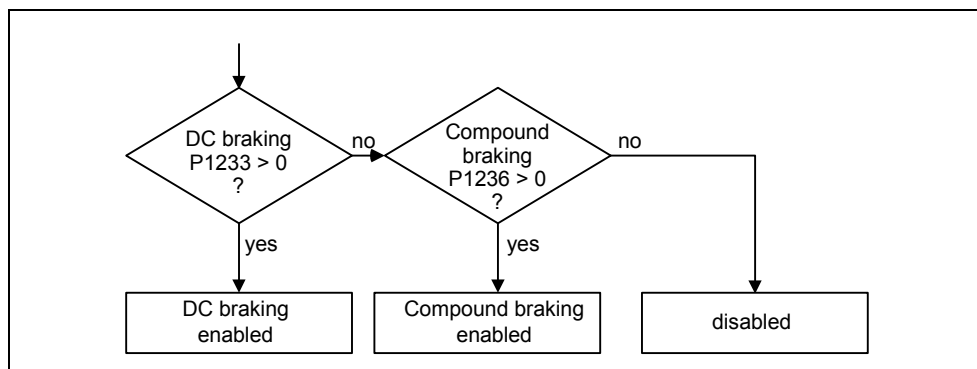 DC braking
P1233 > 0
?
no
Compound
braking
P1236 > 0
?
no
yes
yes
DC braking
enabled
Compound braking
enabled
disabled